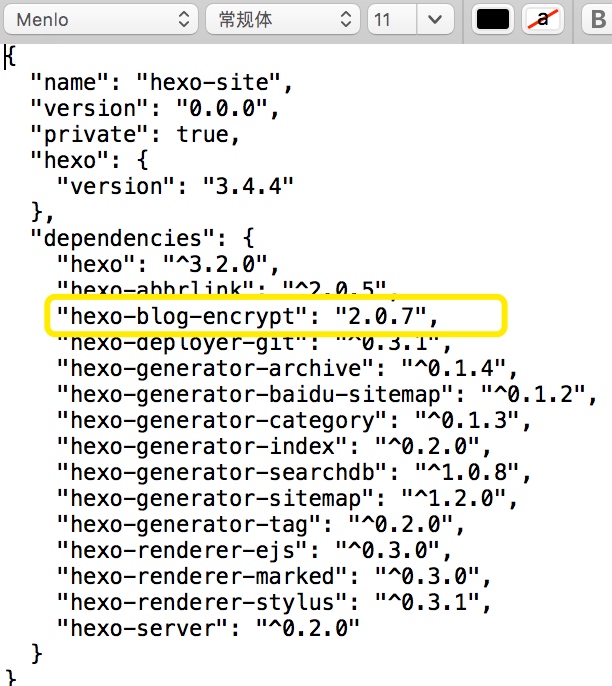 Menlo 常规体 11 a B
{
"name": "hexo-site",
"version": "0.0.0",
"private": true,
"hexo": {
"version": "3.4.4"
},
"dependencies": {
"hexo": "^3.2.0",
"hexo-abbrlink": "^2.0.5",
"hexo-blog-encrypt": "2.0.7",
"hexo-deployer-git": "^0.3.1",
"hexo-generator-archive": "^0.1.4",
"hexo-generator-baidu-sitemap": "^0.1.2",
"hexo-generator-category": "^0.1.3",
"hexo-generator-index": "^0.2.0",
"hexo-generator-searchdb": "^1.0.8",
"hexo-generator-sitemap": "^1.2.0",
"hexo-generator-tag": "^0.2.0",
"hexo-renderer-ejs": "^0.3.0",
"hexo-renderer-marked": "^0.3.0",
"hexo-renderer-stylus": "^0.3.1",
"hexo-server": "^0.2.0"
}
}